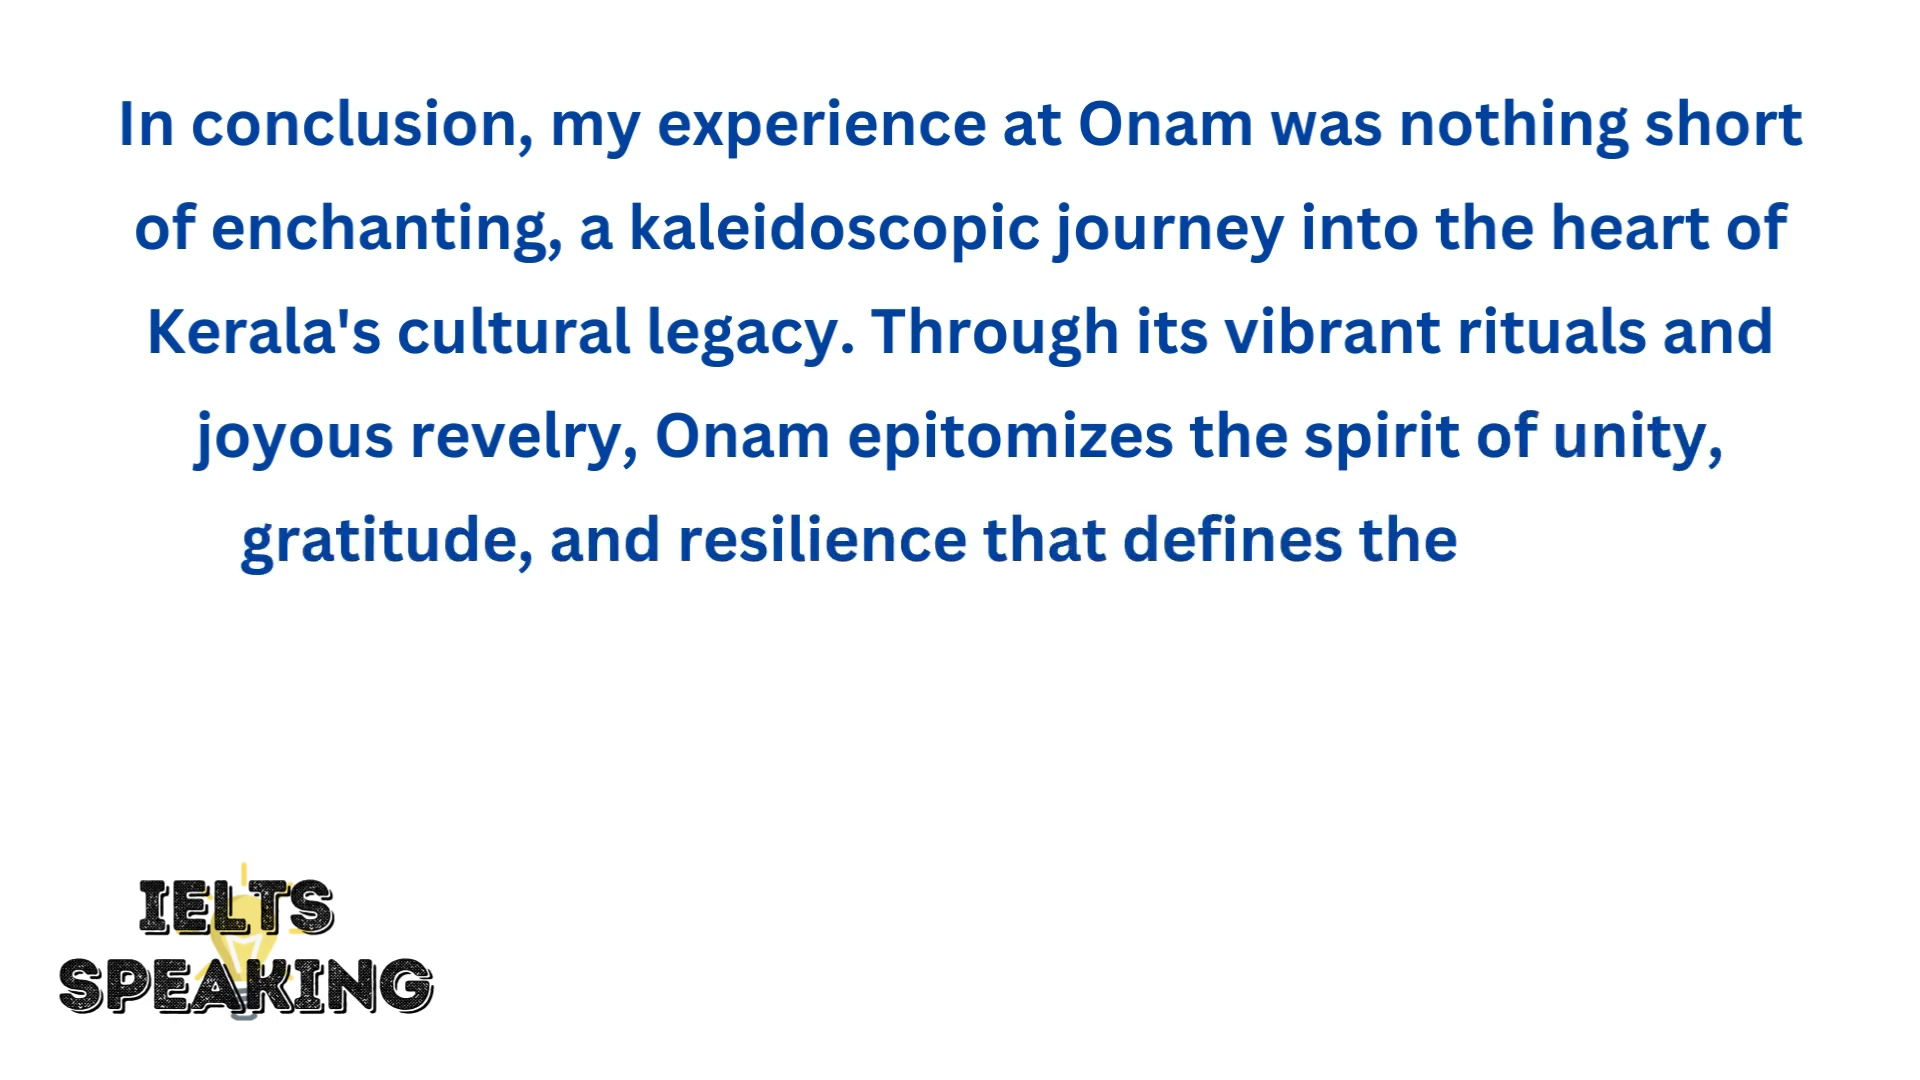 In conclusion, my experience at Onam was nothing short
of enchanting, a kaleidoscopic journey into the heart of
Kerala's cultural legacy. Through its vibrant rituals and
joyous revelry, Onam epitomizes the spirit of unity,
gratitude, and resilience that defines the
IELTS
SPEAKING